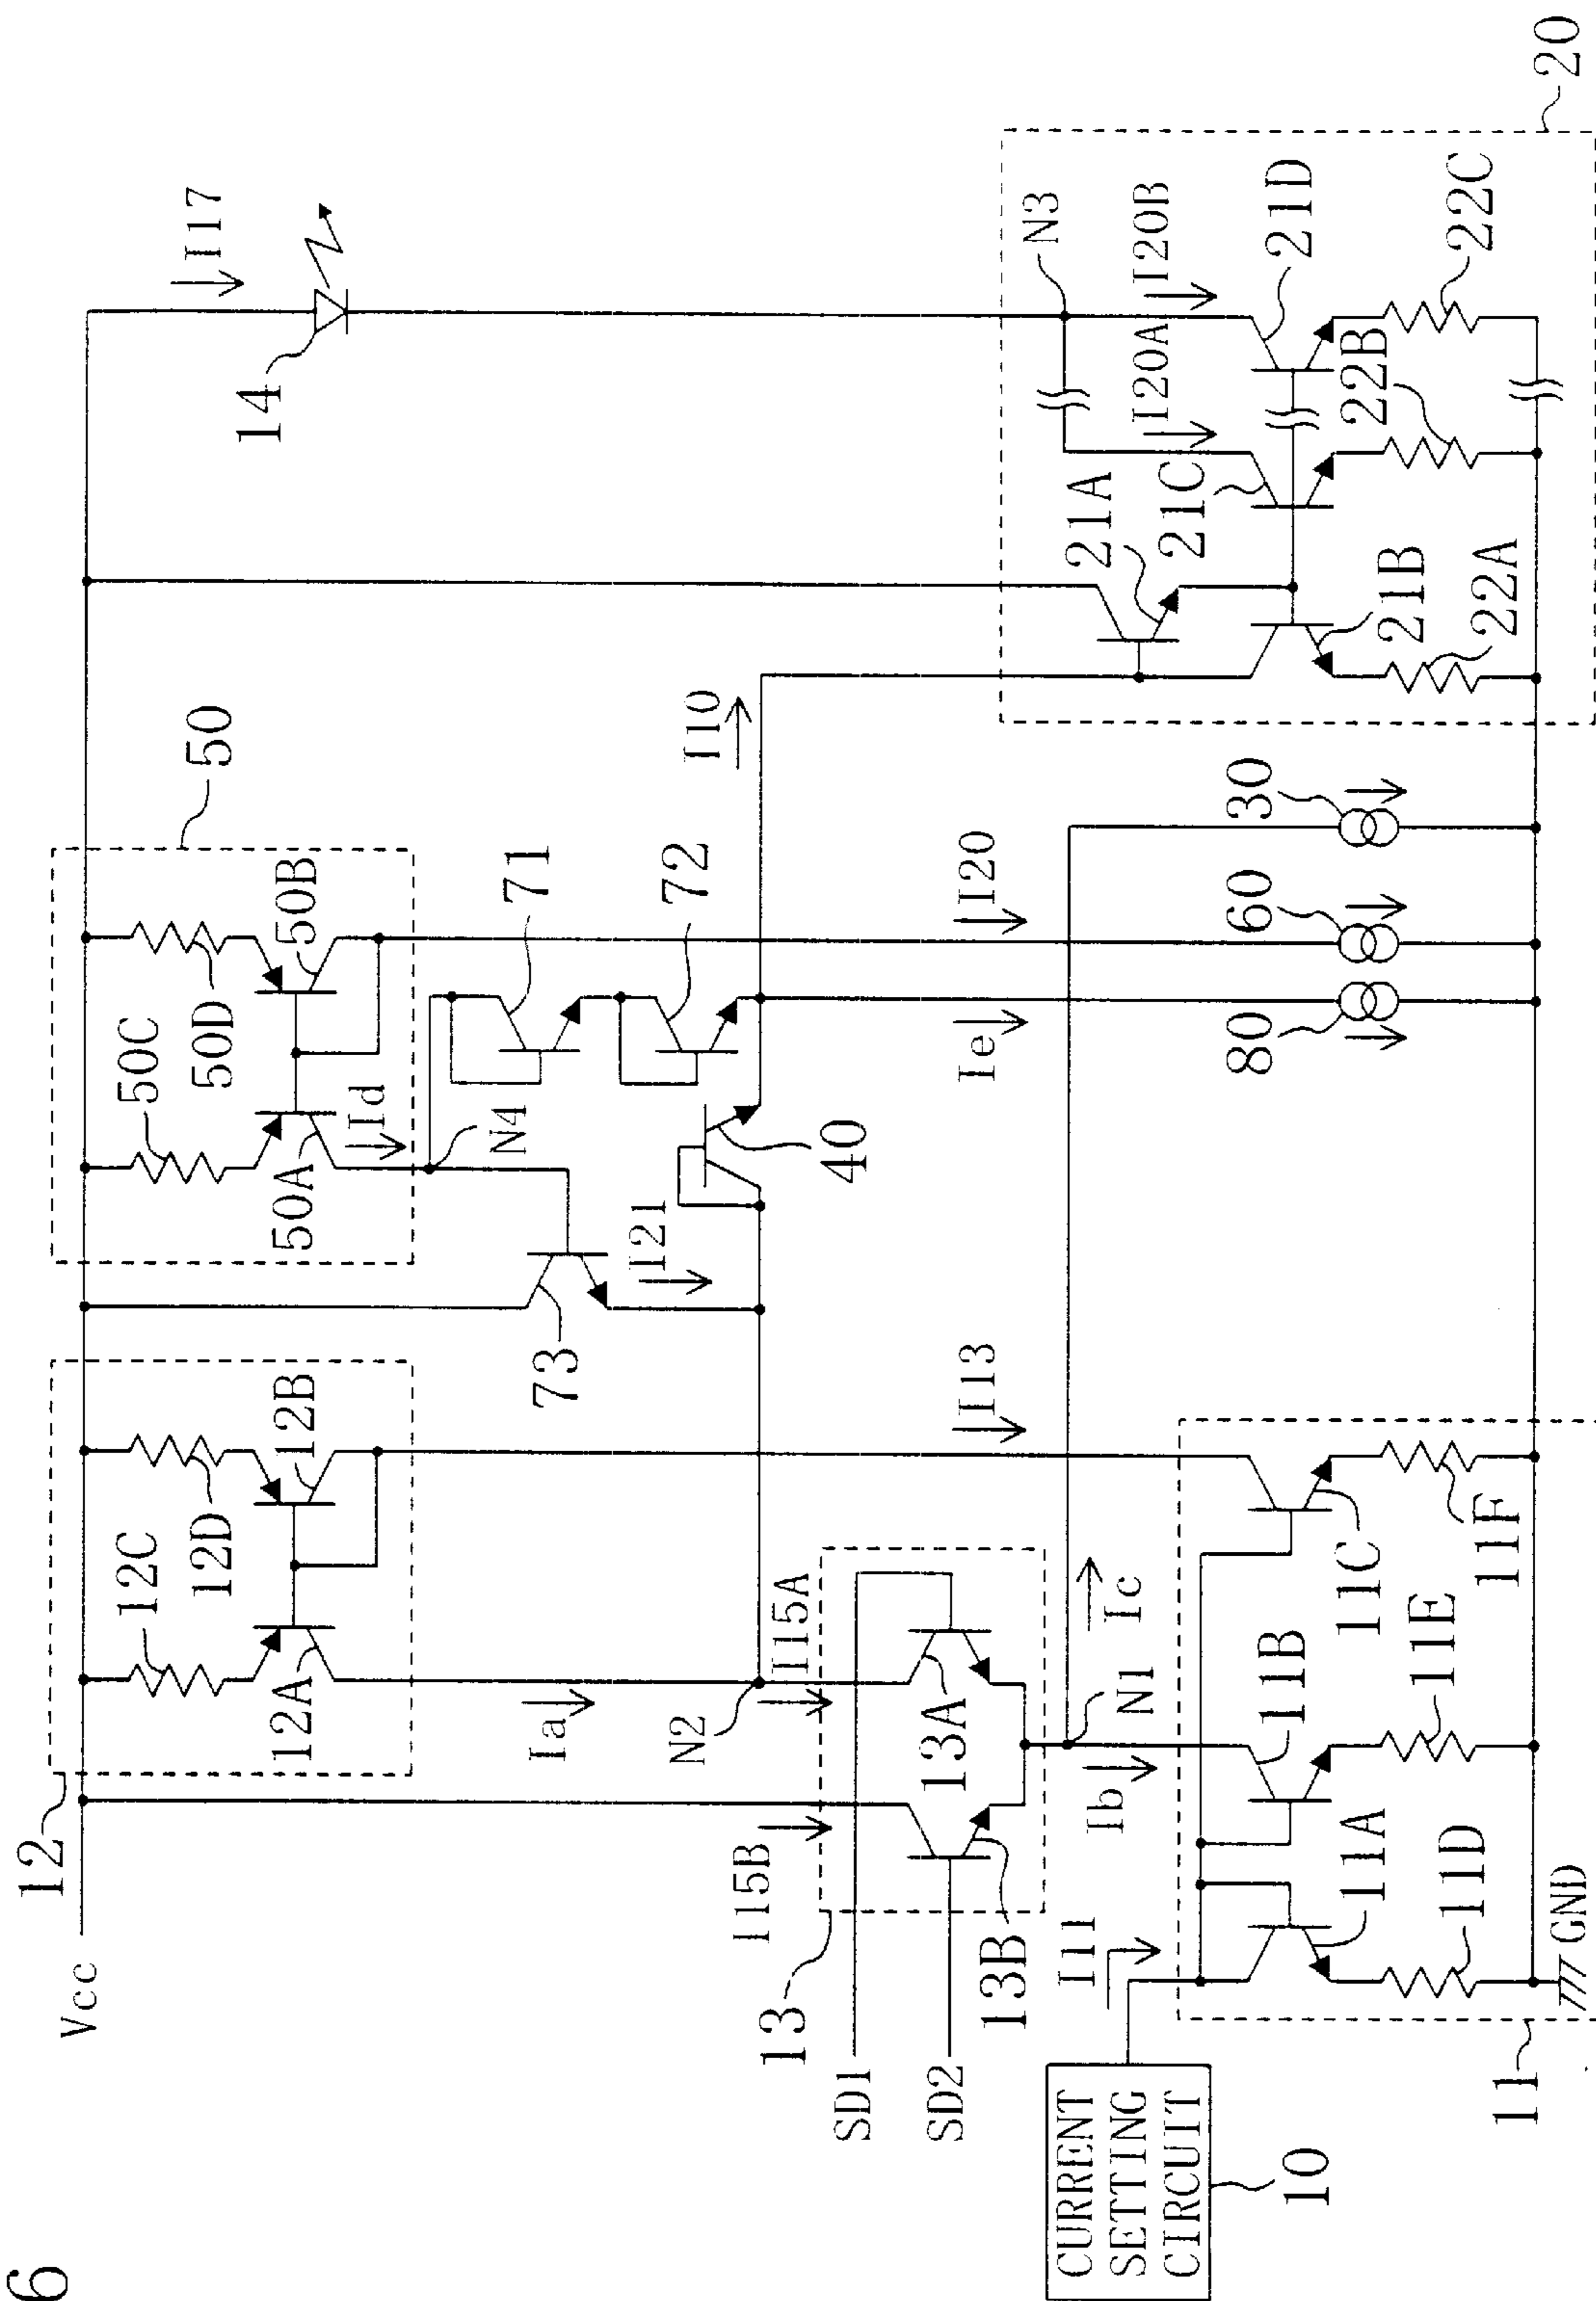 6
Vcc
12
12C
12D
12A
12B
50
50C
50D
50A
50B
Id
N4
71
72
73
I21
40
I10
14
I17
Ia
N2
I15A
I15B
I13
Ie
I20
13
SD1
SD2
13A
13B
N1
Ic
Ib
I11
CURRENT
SETTING
CIRCUIT
10
11
11A
11B
11C
11D
11E
11F
GND
80
60
30
N3
I20A
I20B
21A
21B
21C
21D
22A
22B
22C
20